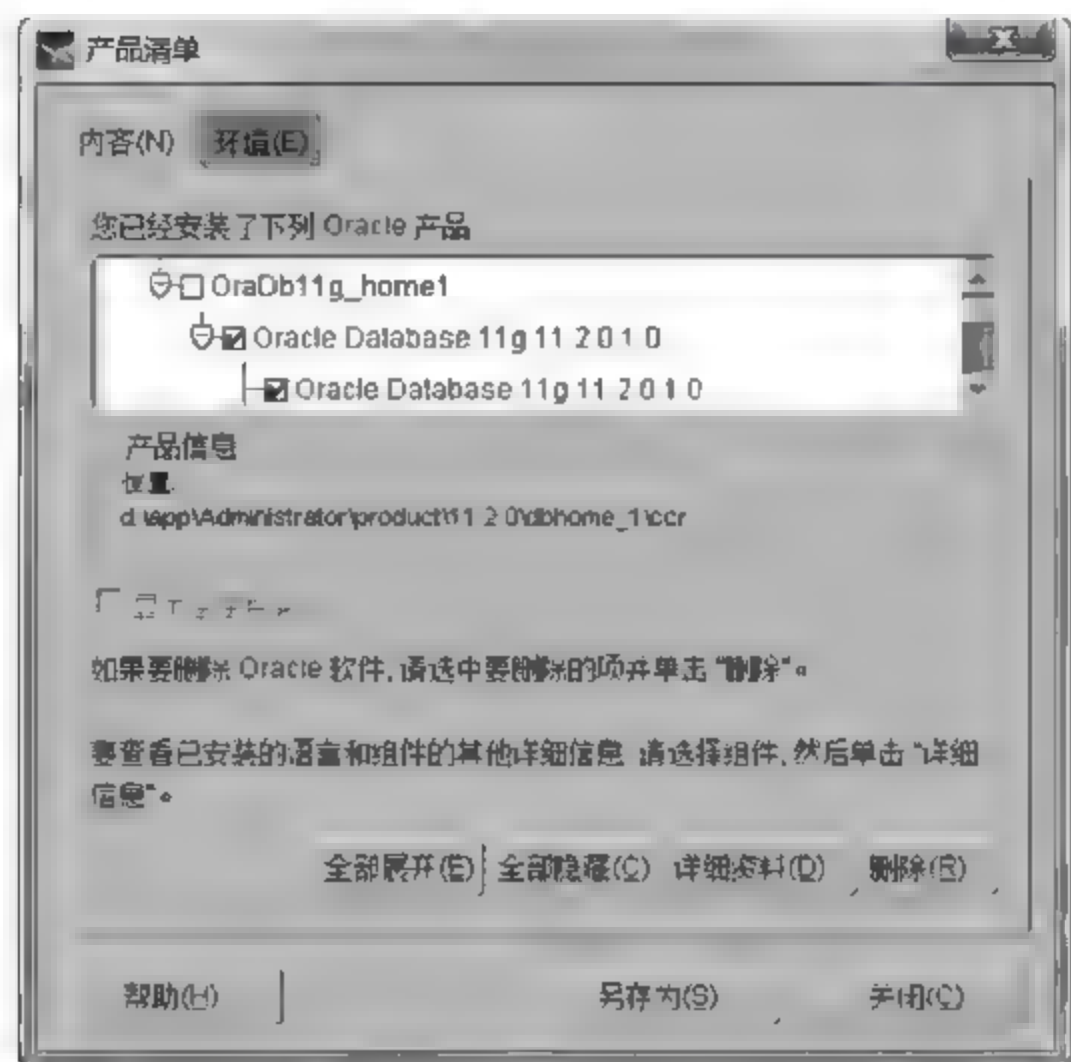 产品清单
内容(N) 环境(E)
您已经安装了下列 Oracle 产品
OraDb11g_home1
Oracle Database 11g 11 2 0 1 0
Oracle Database 11g 11 2 0 1 0
产品信息
位置
d:\app\Administrator\product\11 2 0\dbhome_1\ccr
如果要删除 Oracle 软件, 请选中要删除的项并单击 "删除"。
要查看已安装的语言和组件的其他详细信息 请选择组件, 然后单击 "详细
信息"。
全部展开(E) 全部隐藏(C) 详细资料(D) 删除(R)
帮助(H) 另存为(S) 关闭(C)